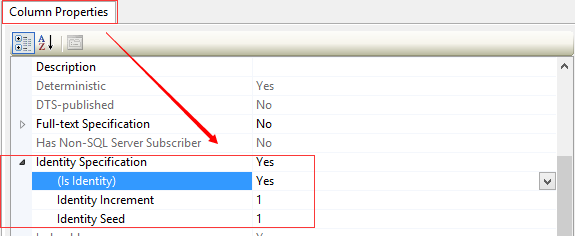 Column Properties
Description
Deterministic Yes
DTS-published No
Full-text Specification No
Has Non-SQL Server Subscriber No
Identity Specification Yes
(Is Identity) Yes
Identity Increment 1
Identity Seed 1